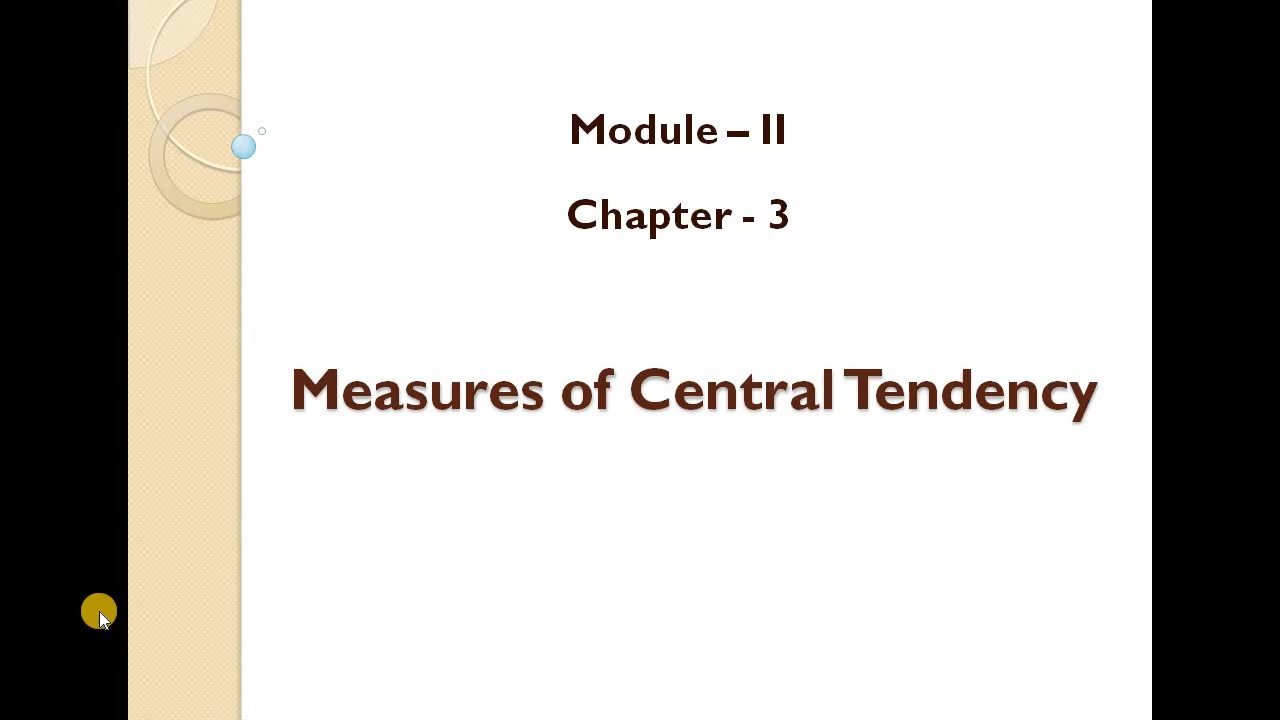 Module – II
Chapter - 3
Measures of Central Tendency